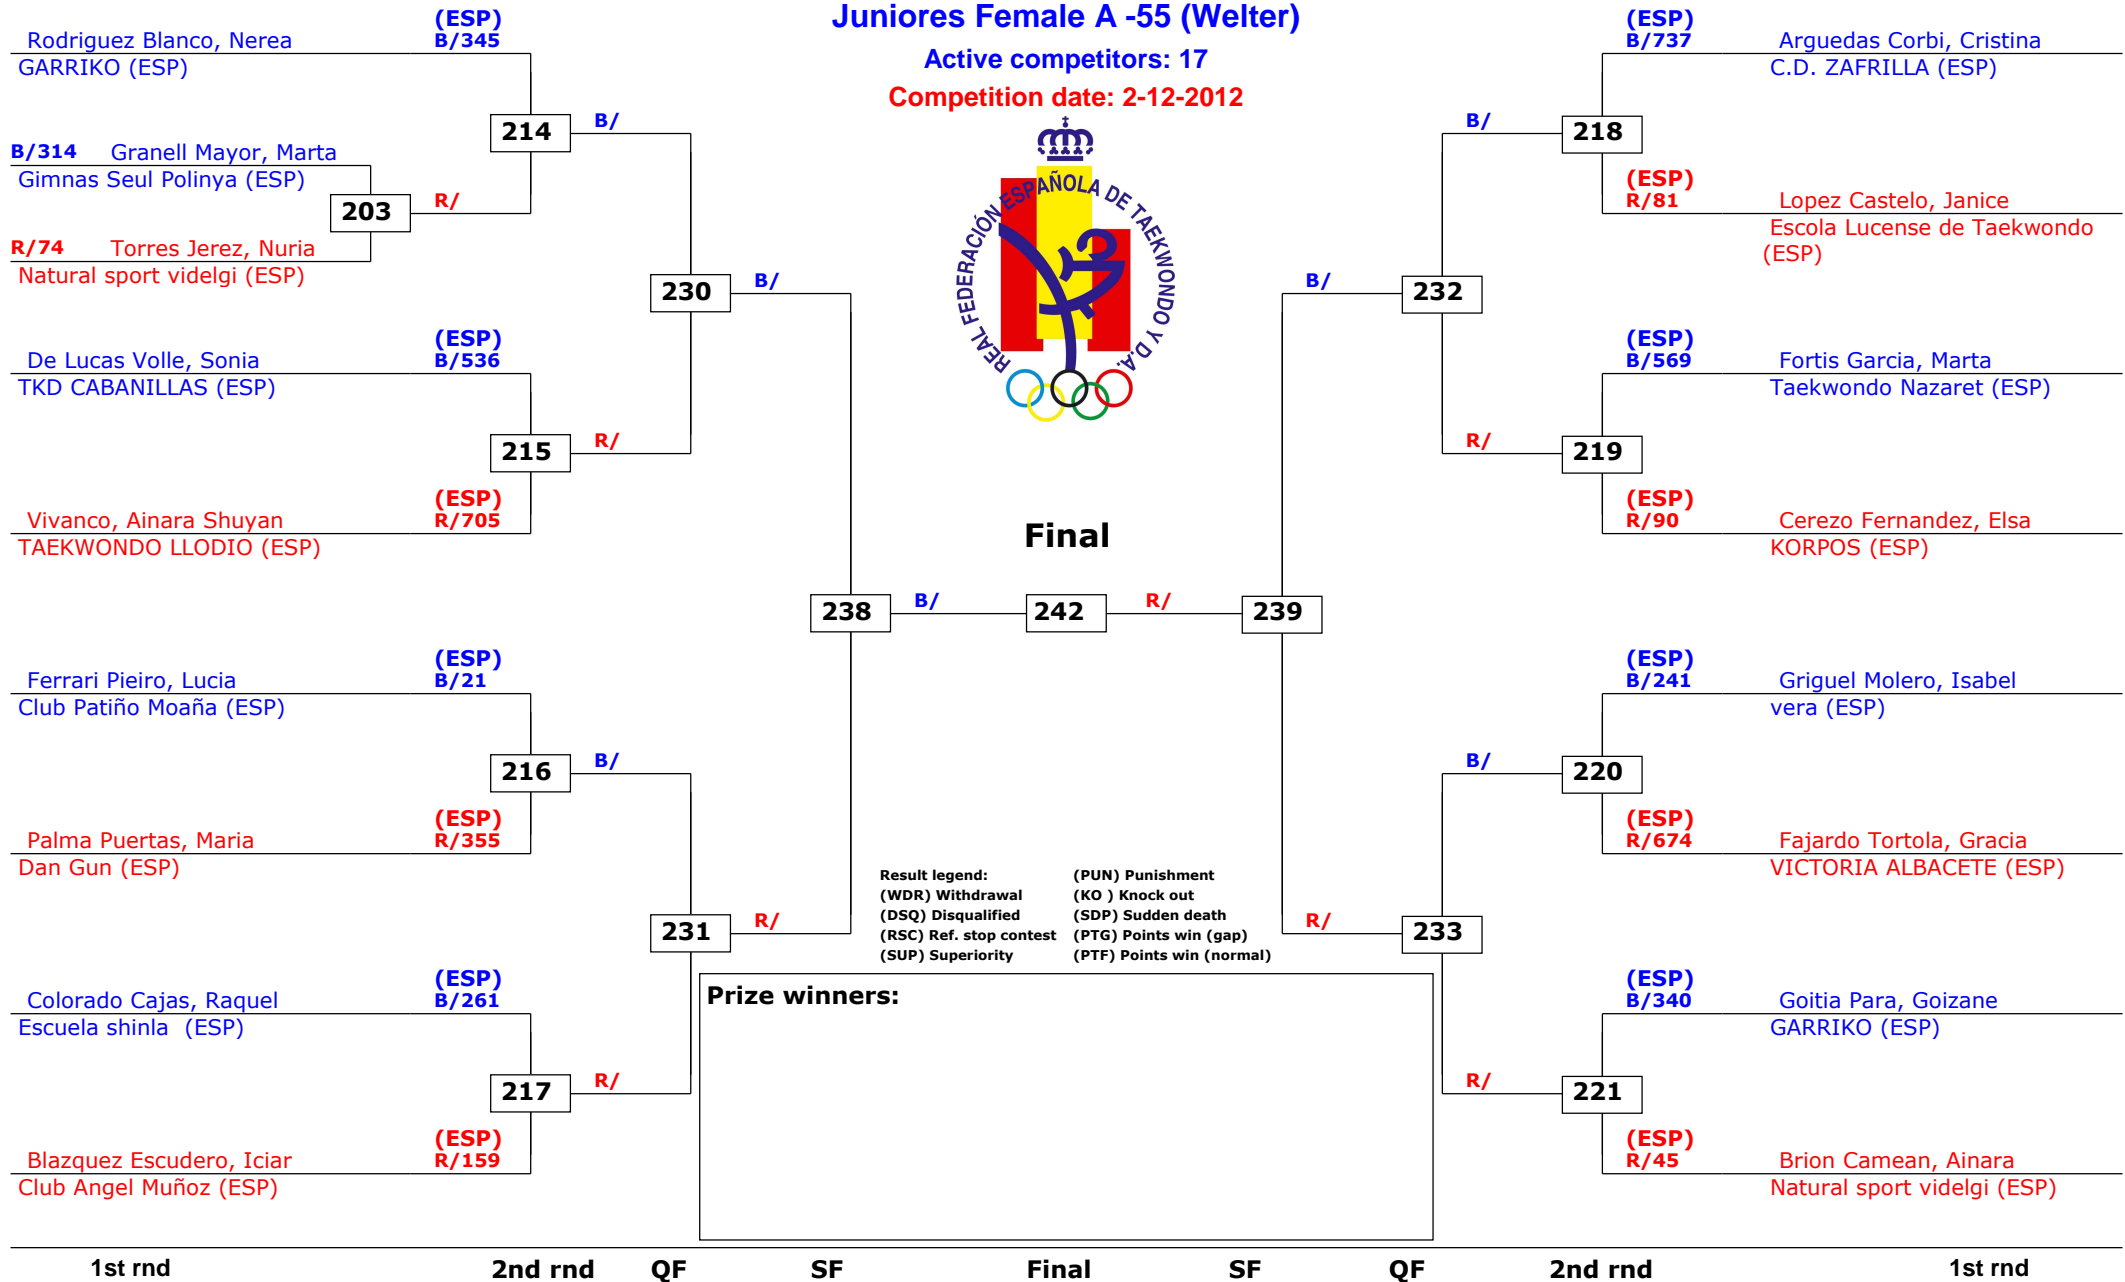 Juniores Female A -55 (Welter)
Active competitors: 17
Competition date: 2-12-2012
REAL FEDERACIÓN ESPAÑOLA DE TAEKWONDO Y D.A.
(ESP)
Rodriguez Blanco, Nerea B/345
GARRIKO (ESP)
214
B/
B/314 Granell Mayor, Marta
Gimnas Seul Polinya (ESP)
203
R/
R/74 Torres Jerez, Nuria
Natural sport videlgi (ESP)
230
B/
(ESP)
De Lucas Volle, Sonia B/536
TKD CABANILLAS (ESP)
215
R/
(ESP)
Vivanco, Ainara Shuyan R/705
TAEKWONDO LLODIO (ESP)
238
B/
(ESP)
Ferrari Pieiro, Lucia B/21
Club Patiño Moaña (ESP)
216
B/
(ESP)
Palma Puertas, Maria R/355
Dan Gun (ESP)
231
R/
(ESP)
Colorado Cajas, Raquel B/261
Escuela shinla (ESP)
217
R/
(ESP)
Blazquez Escudero, Iciar R/159
Club Angel Muñoz (ESP)
Final
242
R/
239
(ESP)
B/737 Arguedas Corbi, Cristina
C.D. ZAFRILLA (ESP)
B/
218
(ESP)
R/81 Lopez Castelo, Janice
Escola Lucense de Taekwondo
(ESP)
B/
232
(ESP)
B/569 Fortis Garcia, Marta
Taekwondo Nazaret (ESP)
R/
219
(ESP)
R/90 Cerezo Fernandez, Elsa
KORPOS (ESP)
(ESP)
B/241 Griguel Molero, Isabel
vera (ESP)
B/
220
(ESP)
R/674 Fajardo Tortola, Gracia
VICTORIA ALBACETE (ESP)
R/
233
(ESP)
B/340 Goitia Para, Goizane
GARRIKO (ESP)
R/
221
(ESP)
R/45 Brion Camean, Ainara
Natural sport videlgi (ESP)
Result legend: (PUN) Punishment
(WDR) Withdrawal (KO ) Knock out
(DSQ) Disqualified (SDP) Sudden death
(RSC) Ref. stop contest (PTG) Points win (gap)
(SUP) Superiority (PTF) Points win (normal)
Prize winners:
1st rnd 2nd rnd QF SF Final SF QF 2nd rnd 1st rnd